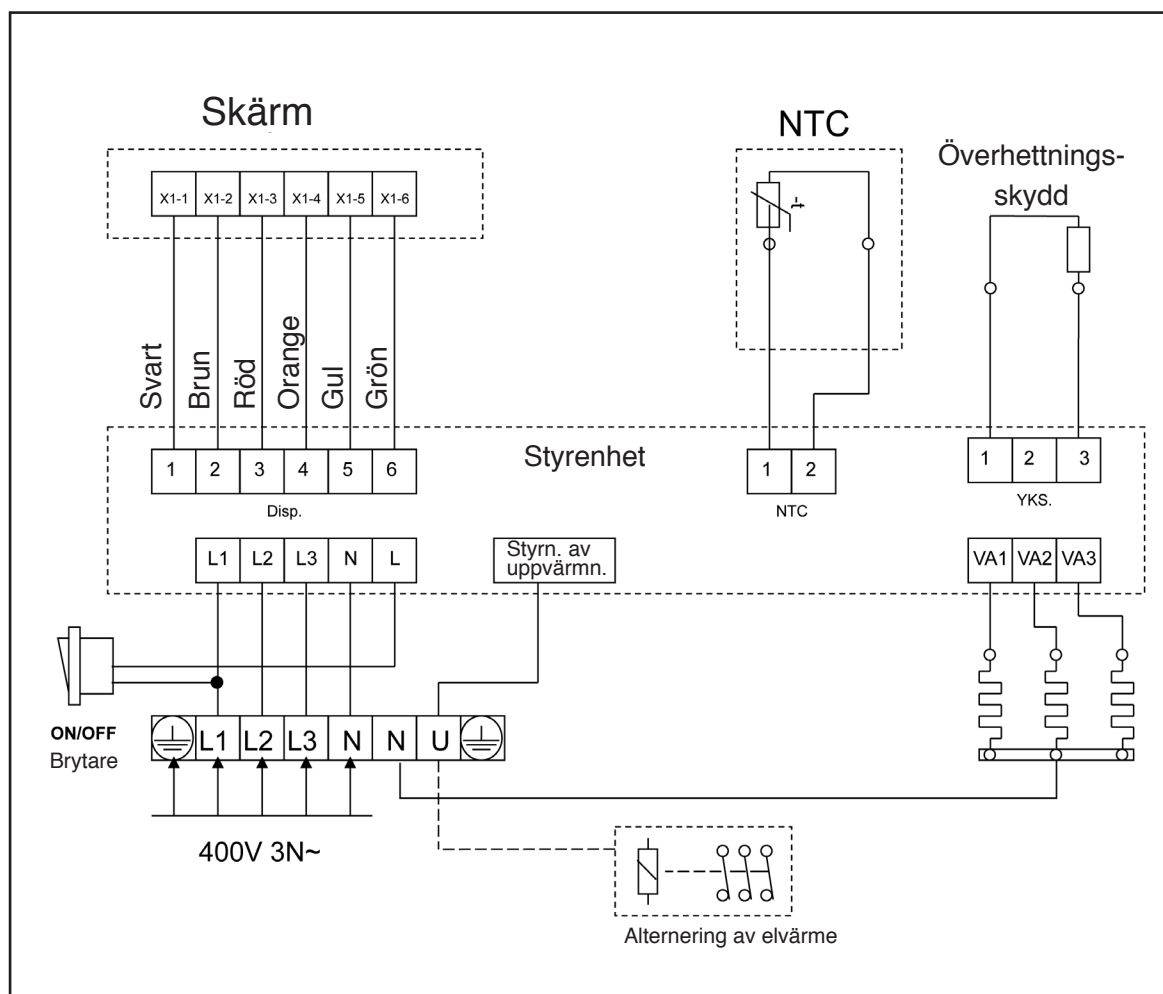 Skärm
NTC
Överhettnings-
skydd
X1-1 X1-2 X1-3 X1-4 X1-5 X1-6
-t
Svart
Brun
Röd
Orange
Gul
Grön
Styrenhet
1 2 3 4 5 6
Disp.
1 2
NTC
1 2 3
YKS.
L1 L2 L3 N L
Styrn. av
uppvärmn.
VA1 VA2 VA3
ON/OFF
Brytare
L1 L2 L3 N N U
400V 3N~
Alternering av elvärme